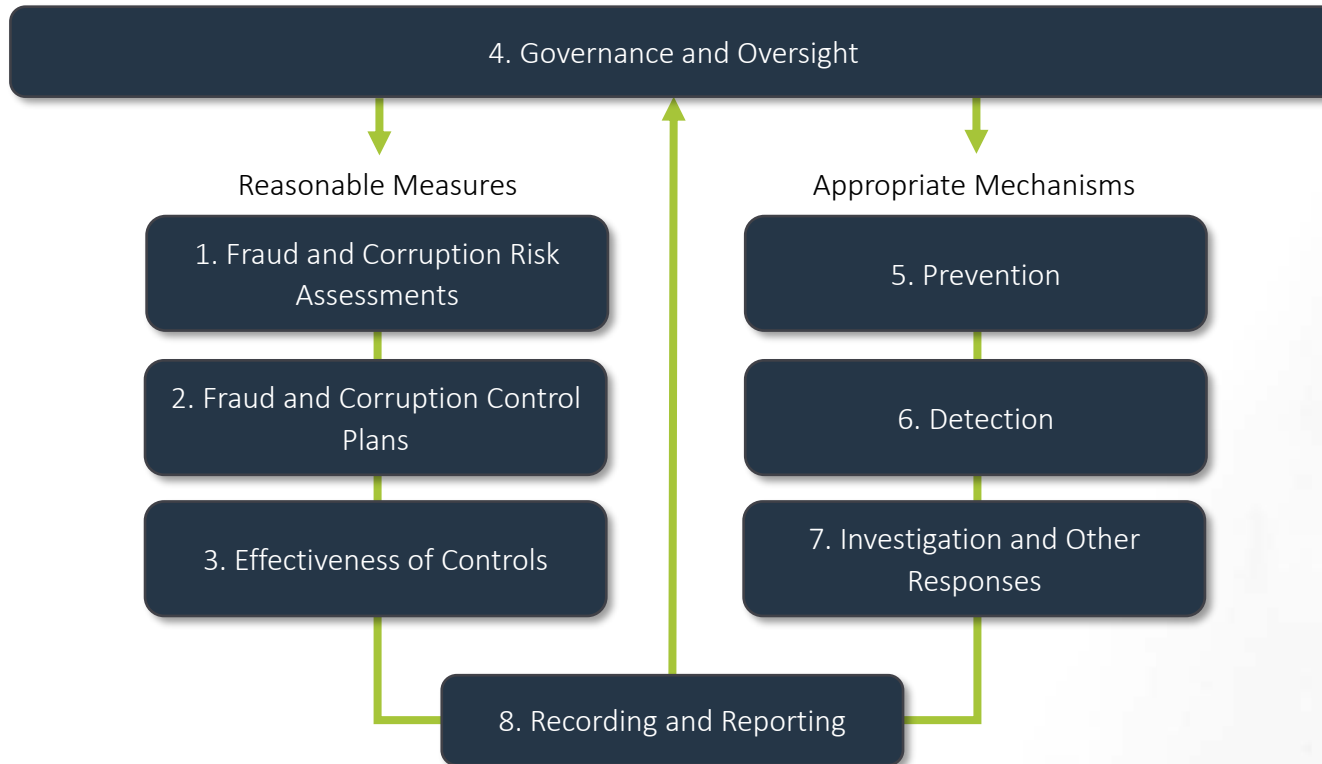 4. Governance and Oversight
Reasonable Measures
1. Fraud and Corruption Risk
Assessments
2. Fraud and Corruption Control
Plans
3. Effectiveness of Controls
Appropriate Mechanisms
5. Prevention
6. Detection
7. Investigation and Other
Responses
8. Recording and Reporting